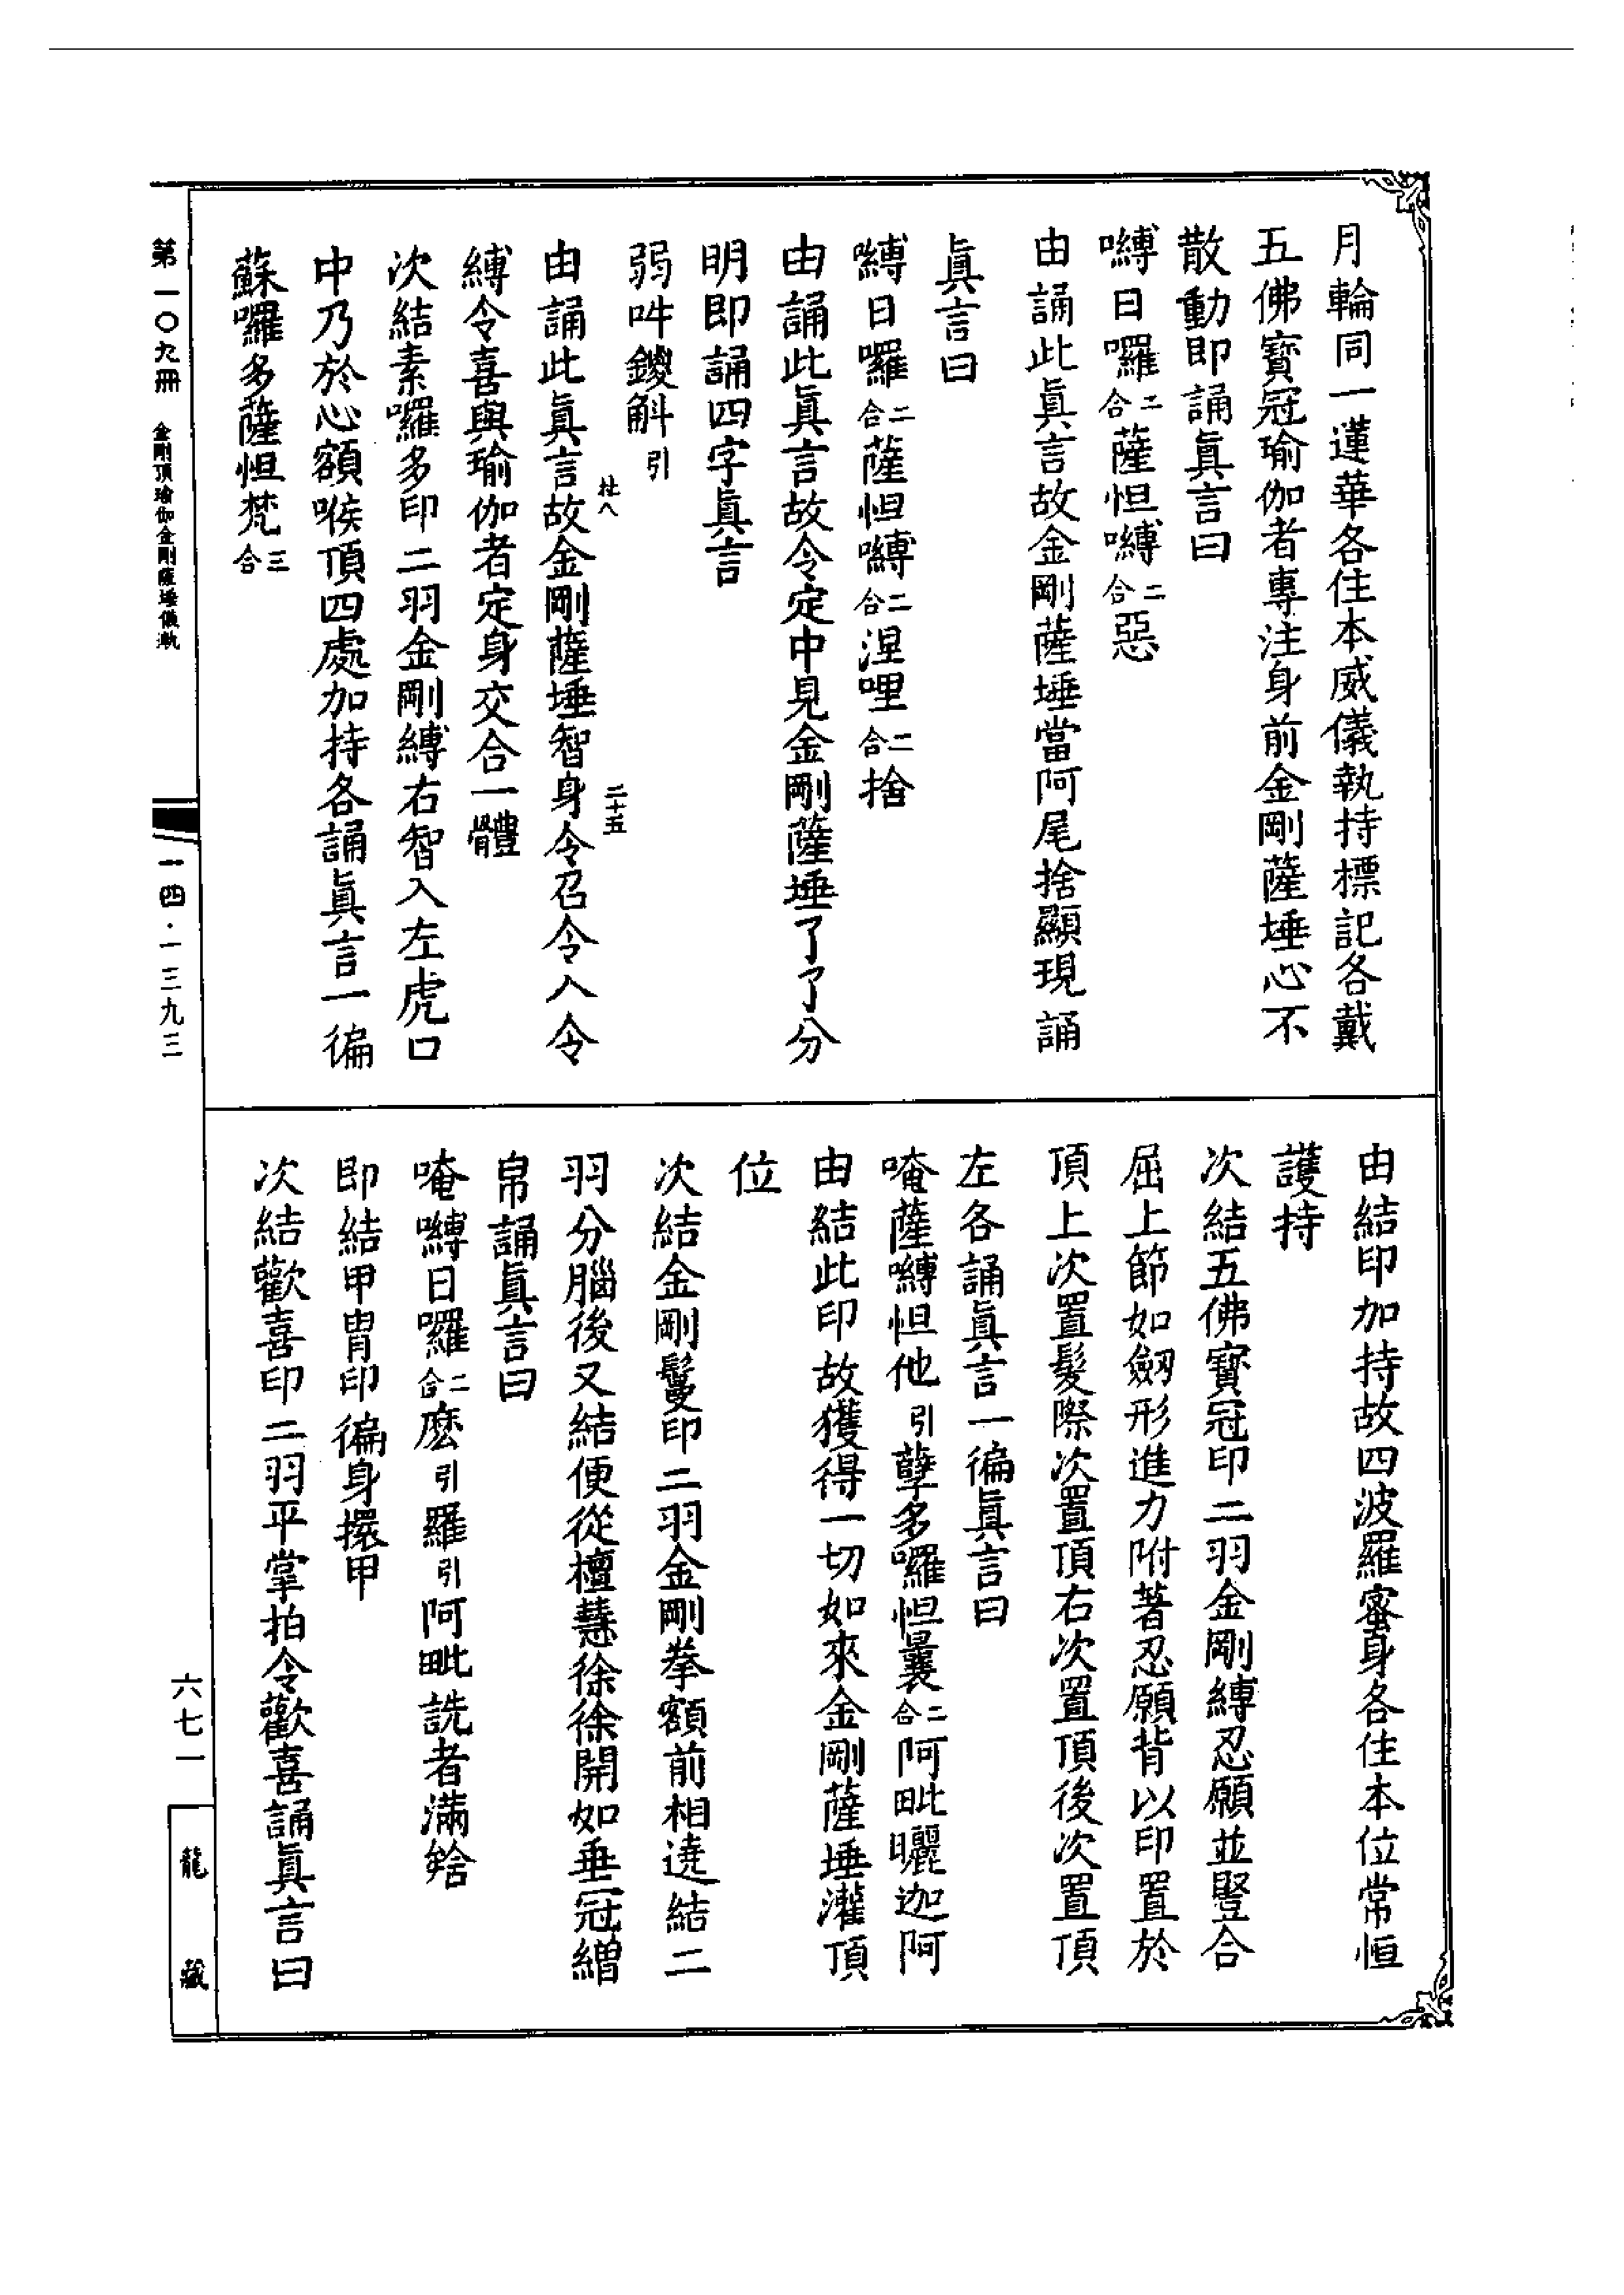 月輪同一蓮華各住本威儀執持標記各戴
五佛寶冠瑜伽者專注身前金剛薩埵心不
散動即誦眞言曰
嚩日囉二合薩怛嚩二合惡
由誦此眞言故金剛薩埵當阿尾捨顯現誦
眞言曰
嚩日囉二合薩怛嚩二合涅哩二合捨
由誦此眞言故令定中見金剛薩埵了了分
明即誦四字眞言
弱吽鑁斛引
杜八
二十五
由誦此眞言故金剛薩埵智身令召令入令
縛令喜與瑜伽者定身交合一體
次結素囉多印二羽金剛縛右智入左虎口
中乃於心額喉頂四處加持各誦眞言一徧
蘇囉多薩怛梵三合
由結印加持故四波羅蜜身各住本位常恒
護持
次結五佛寶冠印二羽金剛縛忍願並豎合
屈上節如劒形進力附著忍願背以印置於
頂上次置髮際次置頂右次置頂後次置頂
左各誦眞言一徧眞言曰
唵薩嚩怛他引孽多囉怛曩二合阿毗曬迦阿
由結此印故獲得一切如來金剛薩埵灌頂
位
次結金剛鬘印二羽金剛拳額前相遶結二
羽分腦後又結便從檀慧徐徐開如垂冠繒
帛誦眞言曰
唵嚩日囉二合麽引羅引阿毗詵者滿𤚥
即結甲冑印徧身擐甲
次結歡喜印二羽平掌拍令歡喜誦眞言曰
第一〇九冊 金剛頂瑜伽金剛薩埵儀軌
一四·一三九三
六七一
龍藏